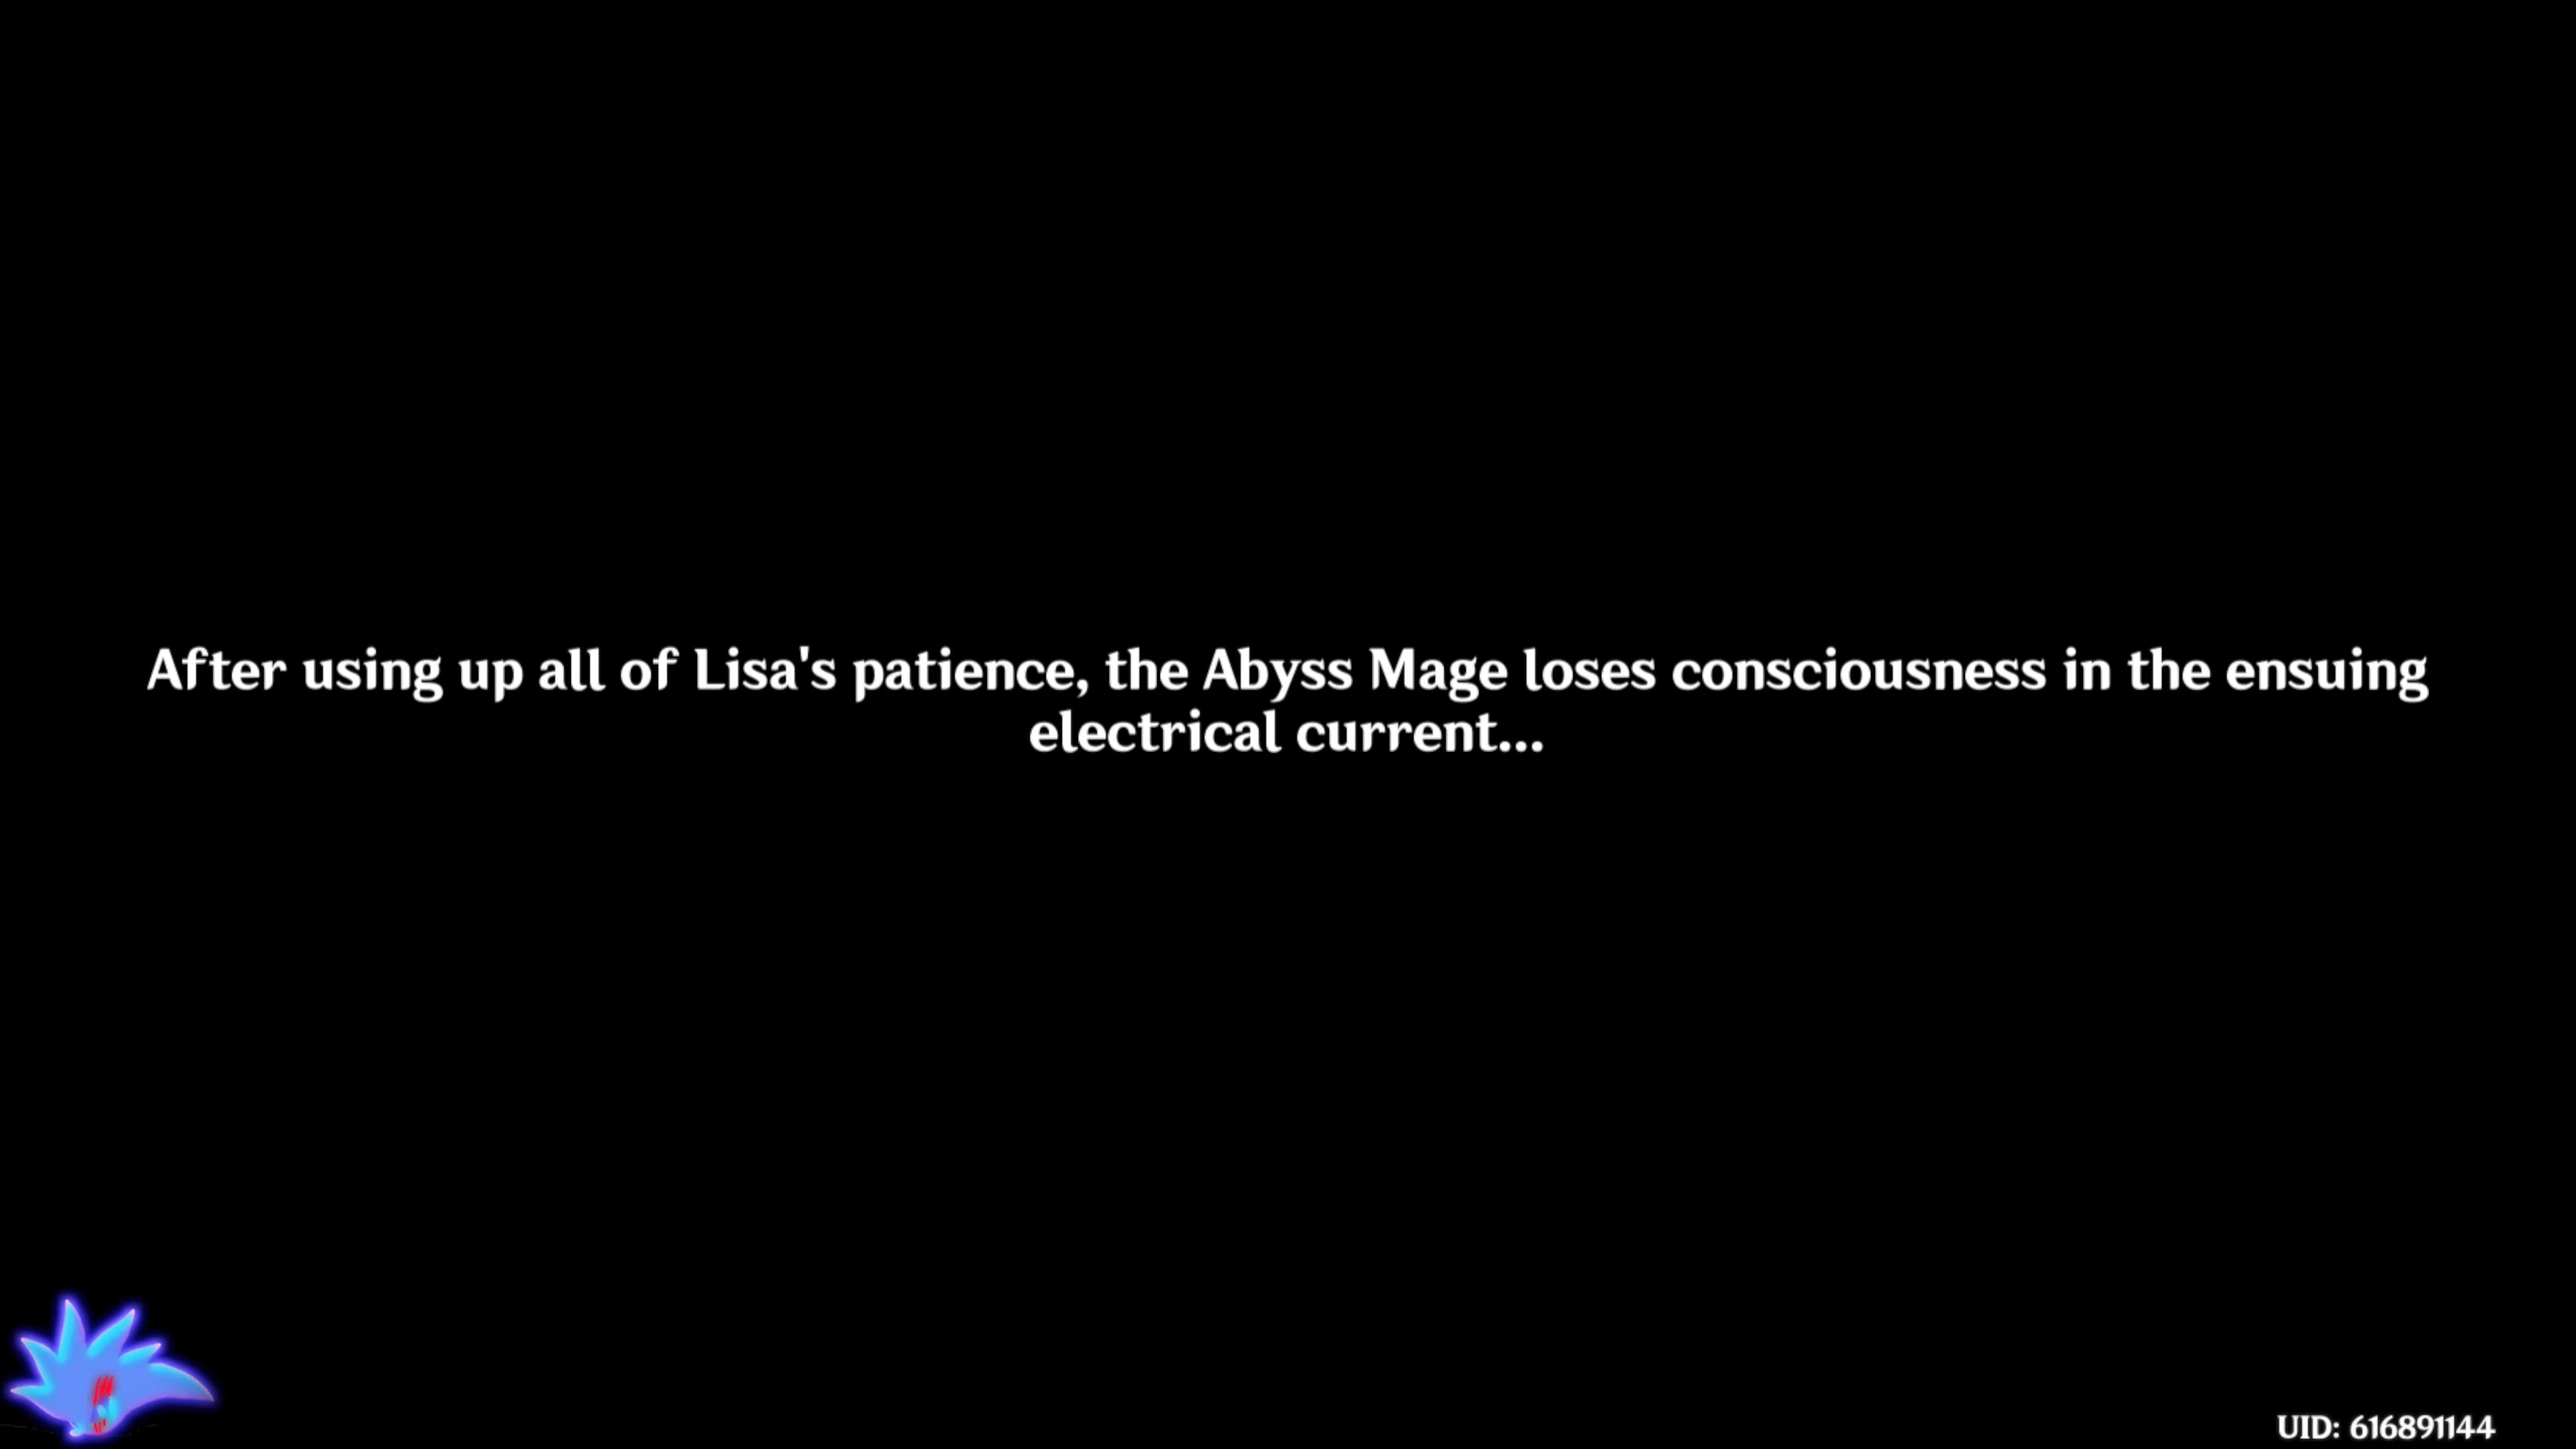 After using up all of Lisa's patience, the Abyss Mage loses consciousness in the ensuing
electrical current...
UID: 616891144